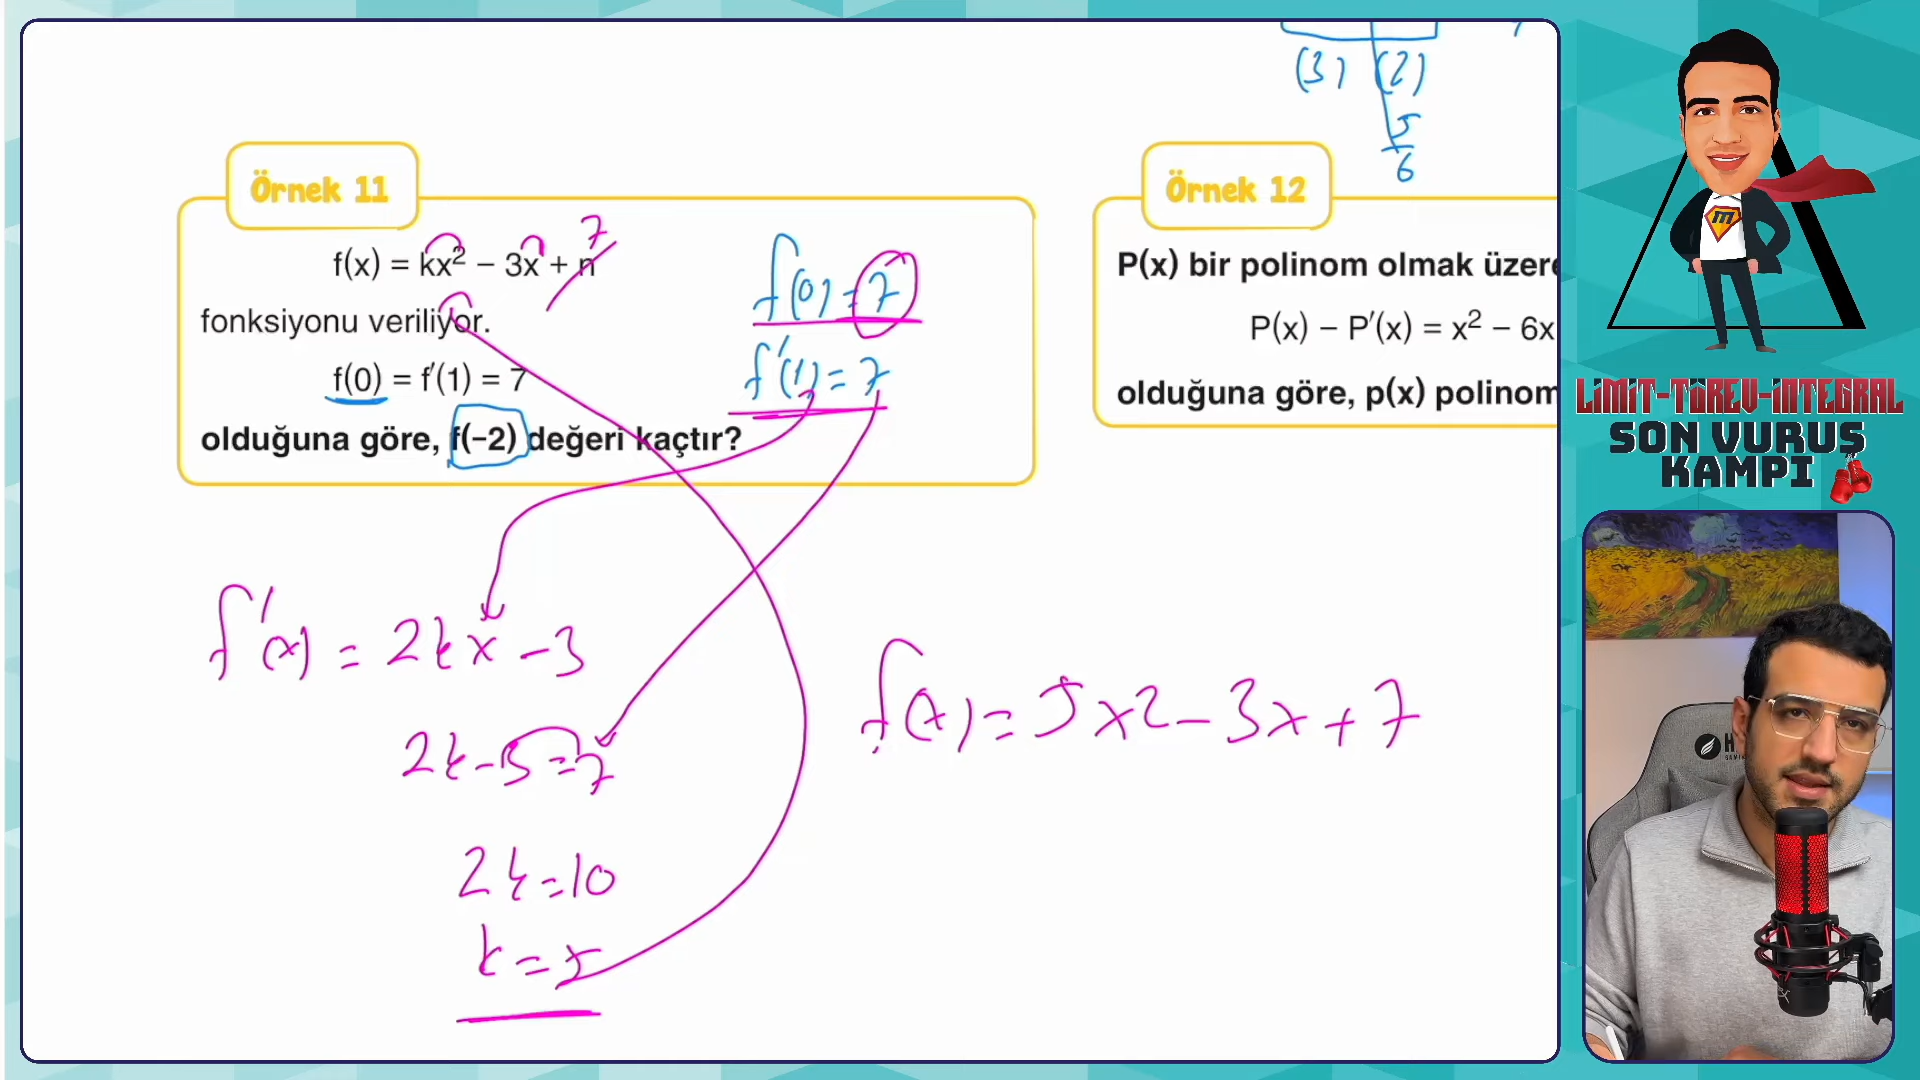 (3) (2)
5
6
Örnek 11
f(x) = kx² – 3x + n
7
fonksiyonu veriliyor.
f(0) = f′(1) = 7
olduğuna göre, f(–2) değeri kaçtır?
f(0) = 7
f′(1) = 7
f′(x) = 2kx – 3
2k – 3 = 7
2k = 10
k = 5
f(x) = 5x2 – 3x + 7
Örnek 12
P(x) bir polinom olmak üzere
P(x) – P′(x) = x² – 6x
olduğuna göre, p(x) polinom
LİMİT-TÜREV-İNTEGRAL
SON VURUŞ
KAMPI